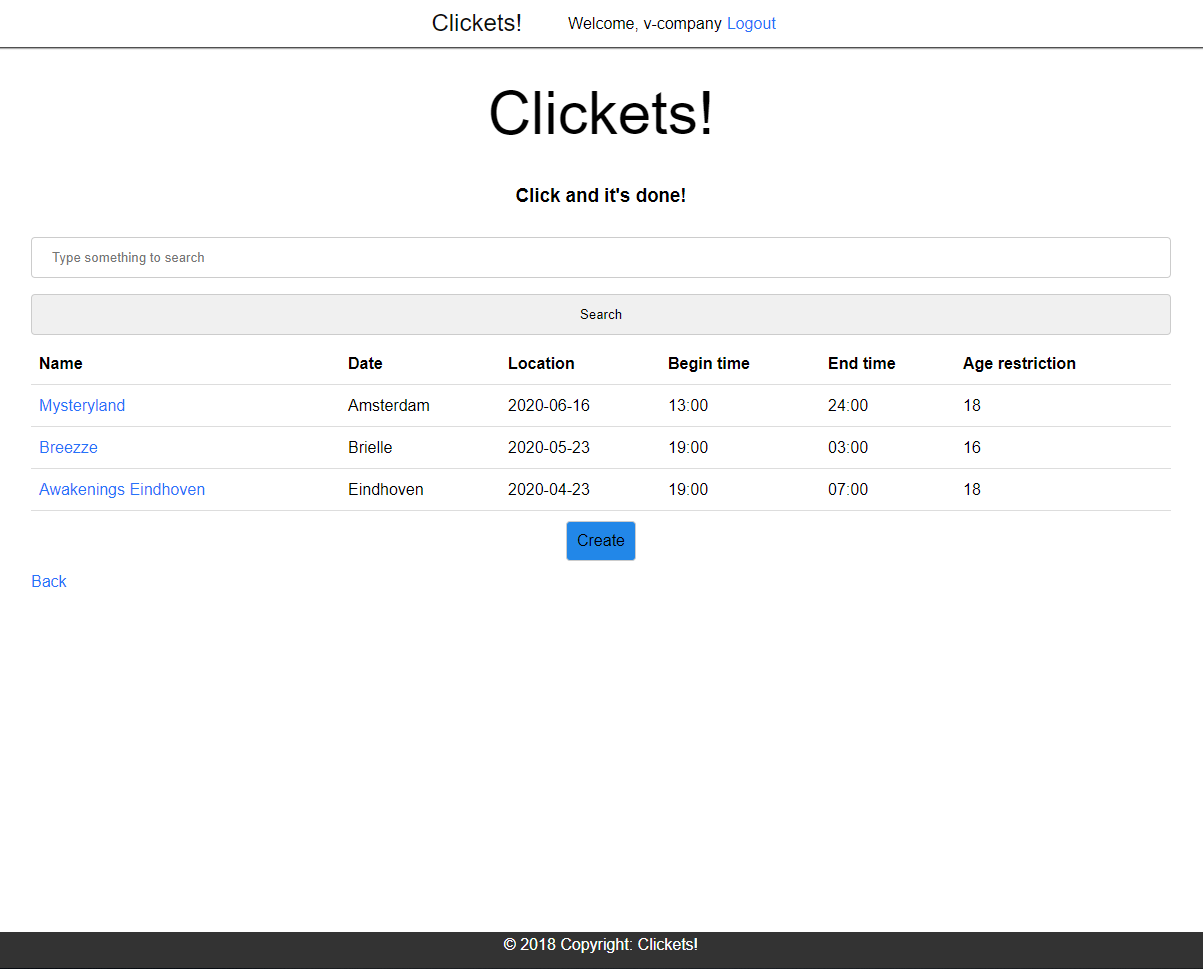 Clickets! Welcome, v-company Logout
Clickets!
Click and it's done!
Type something to search
Search
Name Date Location Begin time End time Age restriction
Mysteryland Amsterdam 2020-06-16 13:00 24:00 18
Breezze Brielle 2020-05-23 19:00 03:00 16
Awakenings Eindhoven Eindhoven 2020-04-23 19:00 07:00 18
Create
Back
© 2018 Copyright: Clickets!